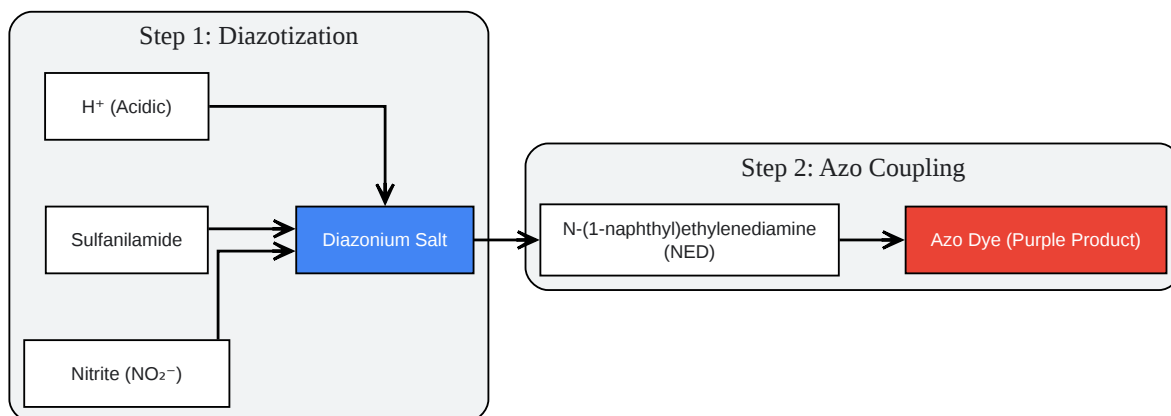 Step 1: Diazotization
H⁺ (Acidic)
Sulfanilamide
Diazonium Salt
Nitrite (NO₂⁻)
Step 2: Azo Coupling
N-(1-naphthyl)ethylenediamine
(NED)
Azo Dye (Purple Product)